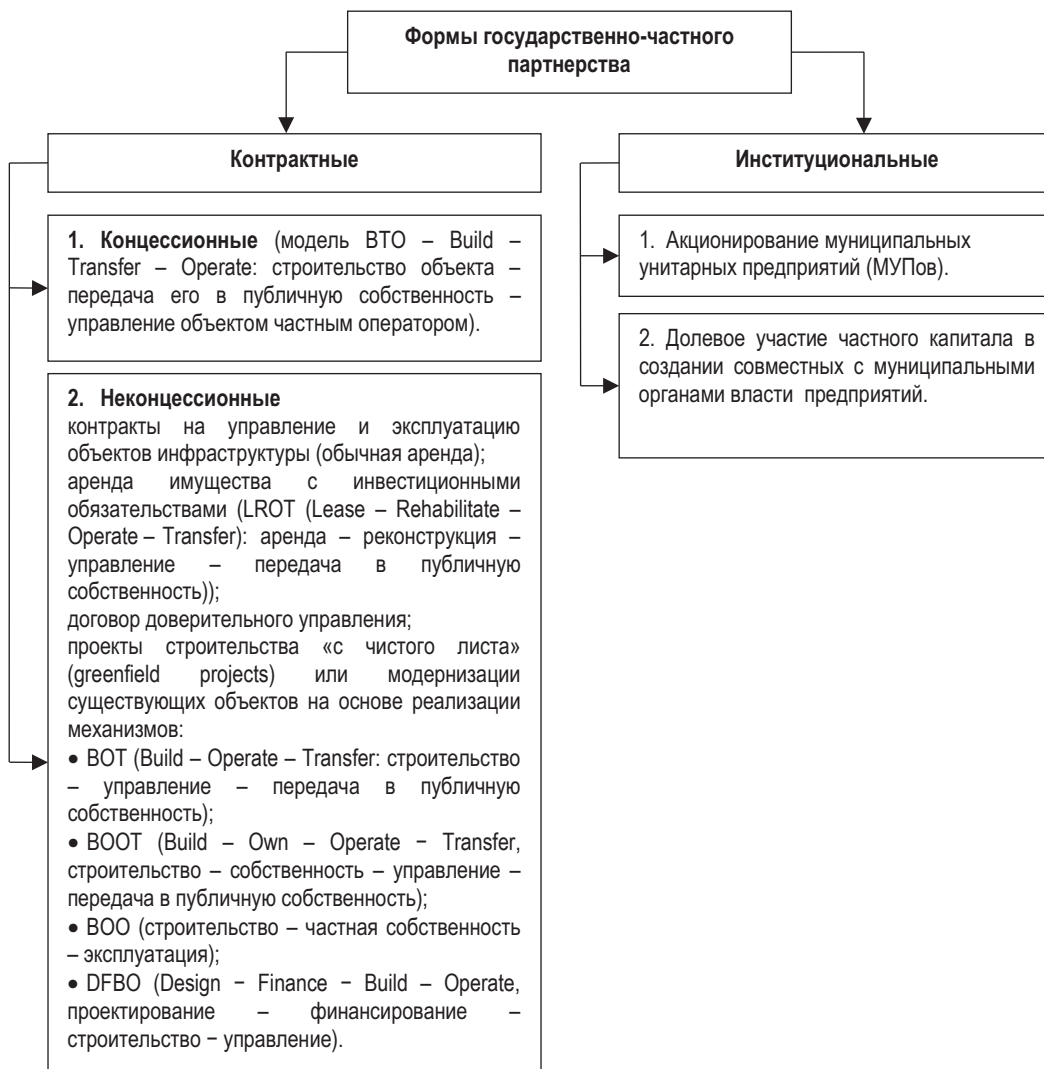 Формы государственно-частного
партнерства
Контрактные
1. Концессионные (модель BTO – Build –
Transfer – Operate: строительство объекта –
передача его в публичную собственность –
управление объектом частным оператором).
2. Неконцессионные
контракты на управление и эксплуатацию
объектов инфраструктуры (обычная аренда);
аренда имущества с инвестиционными
обязательствами (LROT (Lease – Rehabilitate –
Operate – Transfer): аренда – реконструкция –
управление – передача в публичную
собственность));
договор доверительного управления;
проекты строительства «с чистого листа»
(greenfield projects) или модернизации
существующих объектов на основе реализации
механизмов:
• BOT (Build – Operate – Transfer: строительство
– управление – передача в публичную
собственность);
• BOOT (Build – Own – Operate − Transfer,
строительство – собственность – управление –
передача в публичную собственность);
• BOO (строительство – частная собственность
– эксплуатация);
• DFBO (Design − Finance − Build – Operate,
проектирование – финансирование –
строительство − управление).
Институциональные
1. Акционирование муниципальных
унитарных предприятий (МУПов).
2. Долевое участие частного капитала в
создании совместных с муниципальными
органами власти предприятий.